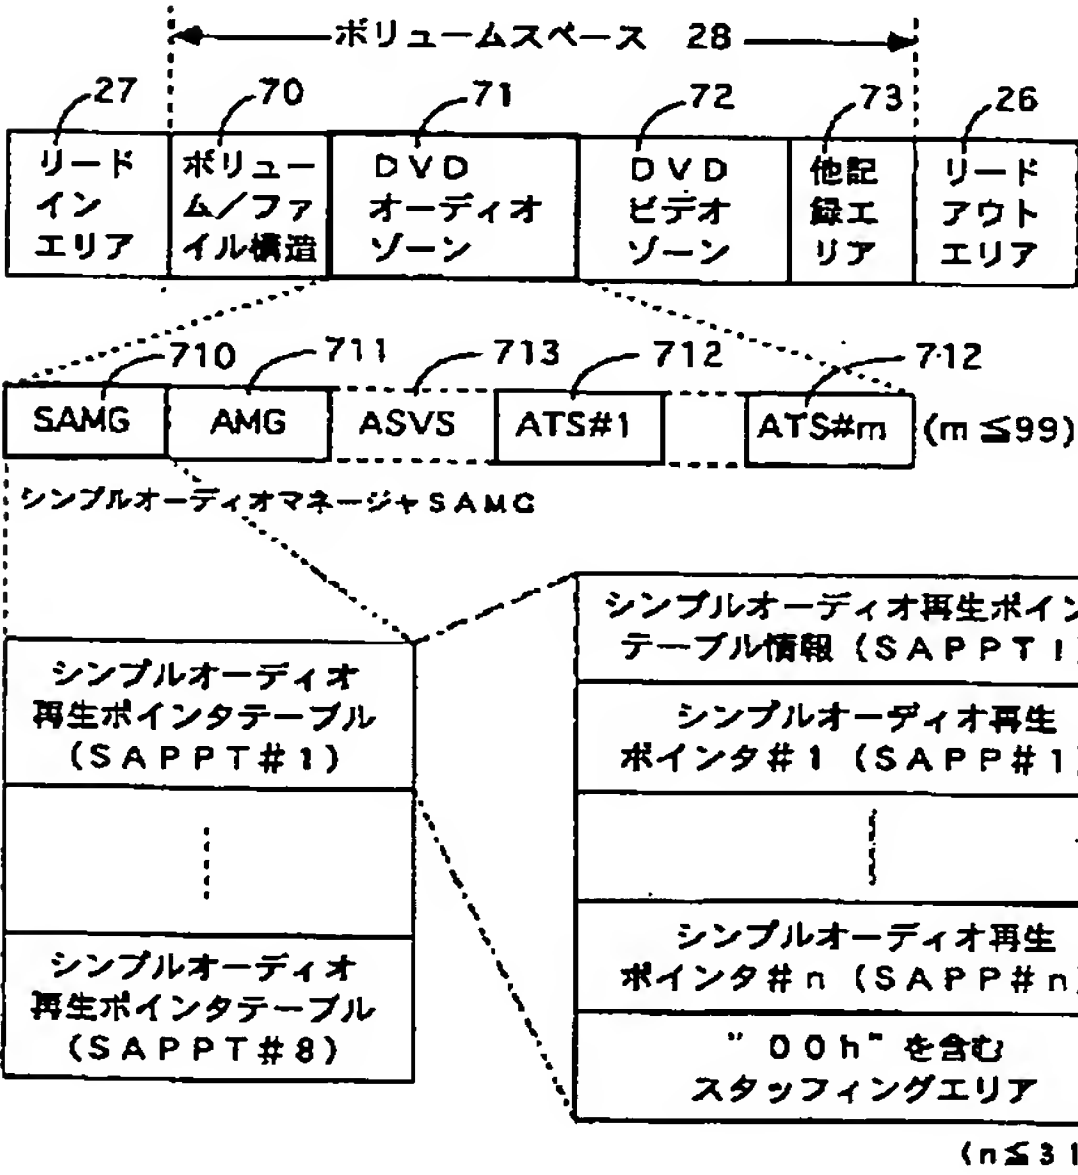 ボリュームスペース 28
27
70
71
72
73
26
リード
イン
エリア
ボリュー
ム/ファ
イル構造
DVD
オーディオ
ゾーン
DVD
ビデオ
ゾーン
他記
録エ
リア
リード
アウト
エリア
710
711
713
712
712
SAMG
AMG
ASVS
ATS#1
ATS#m
(m≦99)
シンプルオーディオマネージャSAMG
シンプルオーディオ
再生ポインタテーブル
(SAPPT#1)
シンプルオーディオ
再生ポインタテーブル
(SAPPT#8)
シンプルオーディオ再生ポイン
テーブル情報(SAPPTI)
シンプルオーディオ再生
ポインタ#1(SAPP#1)
シンプルオーディオ再生
ポインタ#n(SAPP#n)
"00h"を含む
スタッフィングエリア
(n≦31